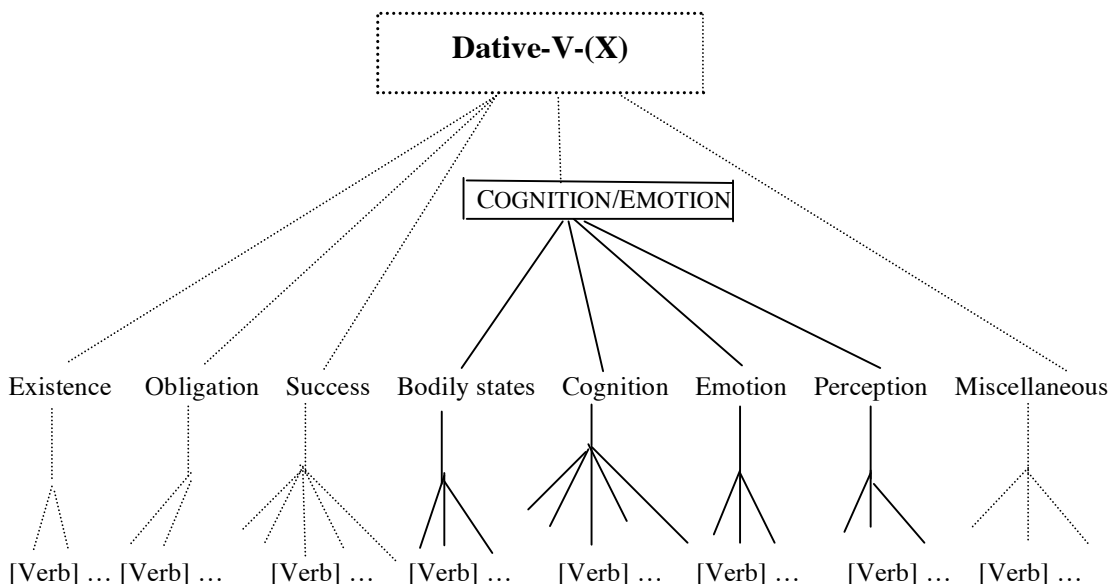 Dative-V-(X)
COGNITION/EMOTION
Existence Obligation Success Bodily states Cognition Emotion Perception Miscellaneous
[Verb] … [Verb] … [Verb] … [Verb] … [Verb] … [Verb] … [Verb] … [Verb] …